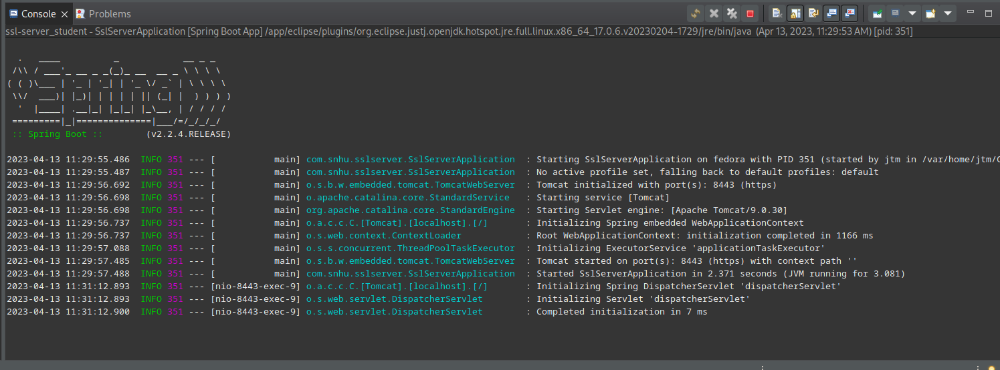 Console Problems
ssl-server_student - SslServerApplication [Spring Boot App] /app/eclipse/plugins/org.eclipse.justj.openjdk.hotspot.jre.full.linux.x86_64_17.0.6.v20230204-1729/jre/bin/java (Apr 13, 2023, 11:29:53 AM) [pid: 351]
  .   ____          _            __ _ _
 /\\ / ___'_ __ _ _(_)_ __  __ _ \ \ \ \
( ( )\___ | '_ | '_| | '_ \/ _` | \ \ \ \
 \\/  ___)| |_)| | | | | || (_| |  ) ) ) )
  '  |____| .__|_| |_|_| |_\__, | / / / /
 =========|_|==============|___/=/_/_/_/
 :: Spring Boot ::        (v2.2.4.RELEASE)
2023-04-13 11:29:55.486  INFO 351 --- [           main] com.snhu.sslserver.SslServerApplication  : Starting SslServerApplication on fedora with PID 351 (started by jtm in /var/home/jtm/
2023-04-13 11:29:55.487  INFO 351 --- [           main] com.snhu.sslserver.SslServerApplication  : No active profile set, falling back to default profiles: default
2023-04-13 11:29:56.692  INFO 351 --- [           main] o.s.b.w.embedded.tomcat.TomcatWebServer  : Tomcat initialized with port(s): 8443 (https)
2023-04-13 11:29:56.698  INFO 351 --- [           main] o.apache.catalina.core.StandardService   : Starting service [Tomcat]
2023-04-13 11:29:56.698  INFO 351 --- [           main] org.apache.catalina.core.StandardEngine  : Starting Servlet engine: [Apache Tomcat/9.0.30]
2023-04-13 11:29:56.737  INFO 351 --- [           main] o.a.c.c.C.[Tomcat].[localhost].[/]       : Initializing Spring embedded WebApplicationContext
2023-04-13 11:29:56.737  INFO 351 --- [           main] o.s.web.context.ContextLoader            : Root WebApplicationContext: initialization completed in 1166 ms
2023-04-13 11:29:57.088  INFO 351 --- [           main] o.s.s.concurrent.ThreadPoolTaskExecutor  : Initializing ExecutorService 'applicationTaskExecutor'
2023-04-13 11:29:57.485  INFO 351 --- [           main] o.s.b.w.embedded.tomcat.TomcatWebServer  : Tomcat started on port(s): 8443 (https) with context path ''
2023-04-13 11:29:57.488  INFO 351 --- [           main] com.snhu.sslserver.SslServerApplication  : Started SslServerApplication in 2.371 seconds (JVM running for 3.081)
2023-04-13 11:31:12.893  INFO 351 --- [nio-8443-exec-9] o.a.c.c.C.[Tomcat].[localhost].[/]       : Initializing Spring DispatcherServlet 'dispatcherServlet'
2023-04-13 11:31:12.893  INFO 351 --- [nio-8443-exec-9] o.s.web.servlet.DispatcherServlet        : Initializing Servlet 'dispatcherServlet'
2023-04-13 11:31:12.900  INFO 351 --- [nio-8443-exec-9] o.s.web.servlet.DispatcherServlet        : Completed initialization in 7 ms